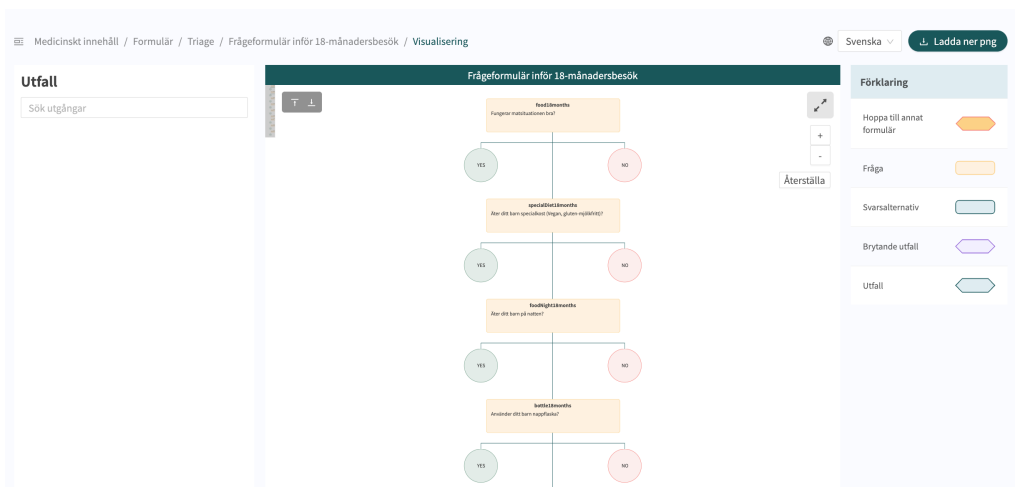 Medicinskt innehåll / Formulär / Triage / Frågeformulär inför 18-månadersbesök / Visualisering
Svenska
Ladda ner png
Utfall
Sök utgångar
Frågeformulär inför 18-månadersbesök
food18months
Fungerar matsituationen bra?
YES
NO
specialDiet18months
Äter ditt barn specialkost (Vegan, gluten-mjölkfritt)?
YES
NO
foodNight18months
Äter ditt barn på natten?
YES
NO
bottle18months
Använder ditt barn nappflaska?
YES
NO
+
-
Återställa
Förklaring
Hoppa till annat
formulär
Fråga
Svarsalternativ
Brytande utfall
Utfall